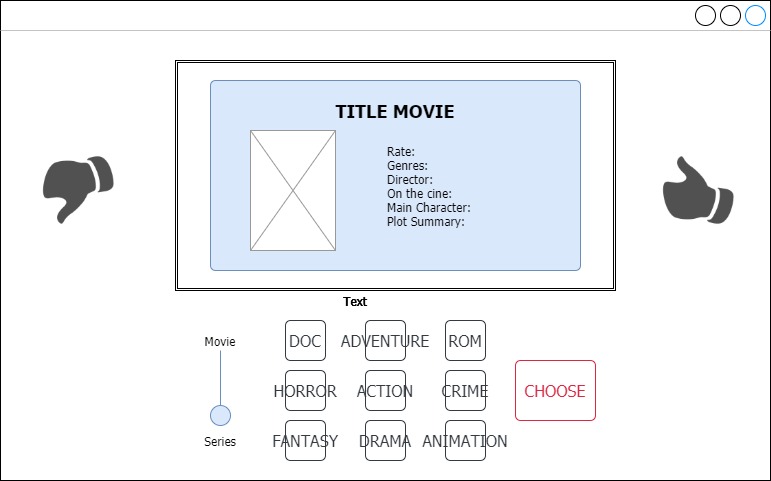 TITLE MOVIE
Rate:
Genres:
Director:
On the cine:
Main Character:
Plot Summary:
Text
Movie
DOC
ADVENTURE
ROM
HORROR
ACTION
CRIME
CHOOSE
FANTASY
DRAMA
ANIMATION
Series